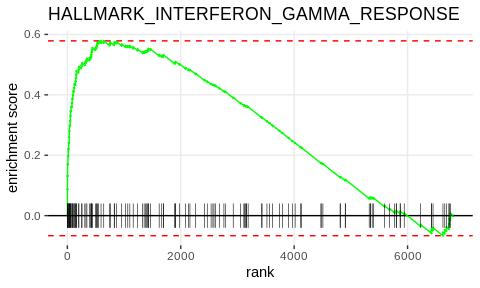 HALLMARK_INTERFERON_GAMMA_RESPONSE
0.6
0.4
0.2
0.0
enrichment score
0
2000
4000
6000
rank